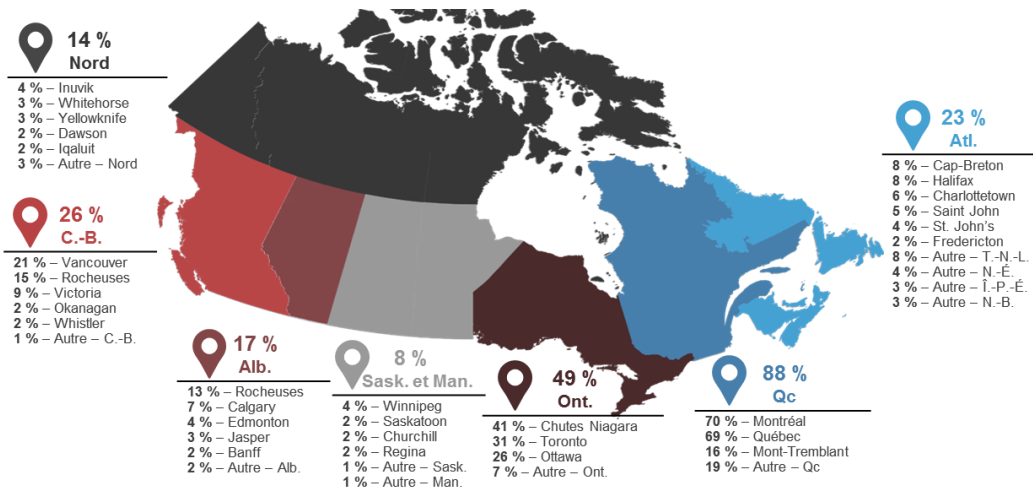 14 %
Nord
4 % – Inuvik
3 % – Whitehorse
3 % – Yellowknife
2 % – Dawson
2 % – Iqaluit
3 % – Autre – Nord
26 %
C.-B.
21 % – Vancouver
15 % – Rocheuses
9 % – Victoria
2 % – Okanagan
2 % – Whistler
1 % – Autre – C.-B.
17 %
Alb.
13 % – Rocheuses
7 % – Calgary
4 % – Edmonton
3 % – Jasper
2 % – Banff
2 % – Autre – Alb.
8 %
Sask. et Man.
4 % – Winnipeg
2 % – Saskatoon
2 % – Churchill
2 % – Regina
1 % – Autre – Sask.
1 % – Autre – Man.
49 %
Ont.
41 % – Chutes Niagara
31 % – Toronto
26 % – Ottawa
7 % – Autre – Ont.
88 %
Qc
70 % – Montréal
69 % – Québec
16 % – Mont-Tremblant
19 % – Autre – Qc
23 %
Atl.
8 % – Cap-Breton
8 % – Halifax
6 % – Charlottetown
5 % – Saint John
4 % – St. John's
2 % – Fredericton
8 % – Autre – T.-N.-L.
4 % – Autre – N.-É.
3 % – Autre – Î.-P.-É.
3 % – Autre – N.-B.